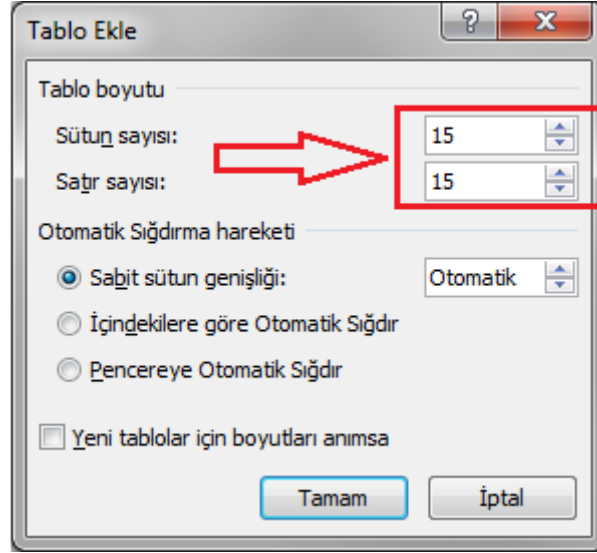 Tablo Ekle
Tablo boyutu
Sütun sayısı: 15
Satır sayısı: 15
Otomatik Sığdırma hareketi
Sabit sütun genişliği: Otomatik
İçindekilere göre Otomatik Sığdır
Pencereye Otomatik Sığdır
Yeni tablolar için boyutları anımsa
Tamam İptal